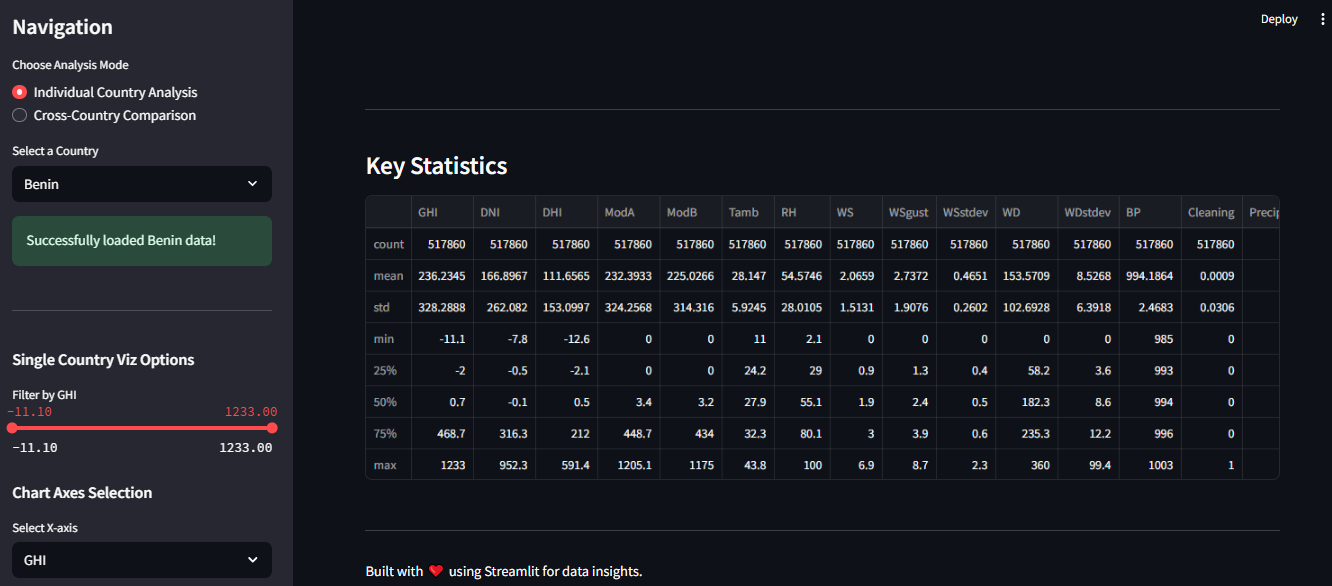 Navigation
Choose Analysis Mode
Individual Country Analysis
Cross-Country Comparison
Select a Country
Benin
Successfully loaded Benin data!
Single Country Viz Options
Filter by GHI
-11.10 1233.00
-11.10 1233.00
Chart Axes Selection
Select X-axis
GHI
Deploy
Key Statistics
GHI DNI DHI ModA ModB Tamb RH WS WSgust WSstdev WD WDstdev BP Cleaning Precip
count 517860 517860 517860 517860 517860 517860 517860 517860 517860 517860 517860 517860 517860 517860
mean 236.2345 166.8967 111.6565 232.3933 225.0266 28.147 54.5746 2.0659 2.7372 0.4651 153.5709 8.5268 994.1864 0.0009
std 328.2888 262.082 153.0997 324.2568 314.316 5.9245 28.0105 1.5131 1.9076 0.2602 102.6928 6.3918 2.4683 0.0306
min -11.1 -7.8 -12.6 0 0 11 2.1 0 0 0 0 0 985 0
25% -2 -0.5 -2.1 0 0 24.2 29 0.9 1.3 0.4 58.2 3.6 993 0
50% 0.7 -0.1 0.5 3.4 3.2 27.9 55.1 1.9 2.4 0.5 182.3 8.6 994 0
75% 468.7 316.3 212 448.7 434 32.3 80.1 3 3.9 0.6 235.3 12.2 996 0
max 1233 952.3 591.4 1205.1 1175 43.8 100 6.9 8.7 2.3 360 99.4 1003 1
Built with ❤️ using Streamlit for data insights.